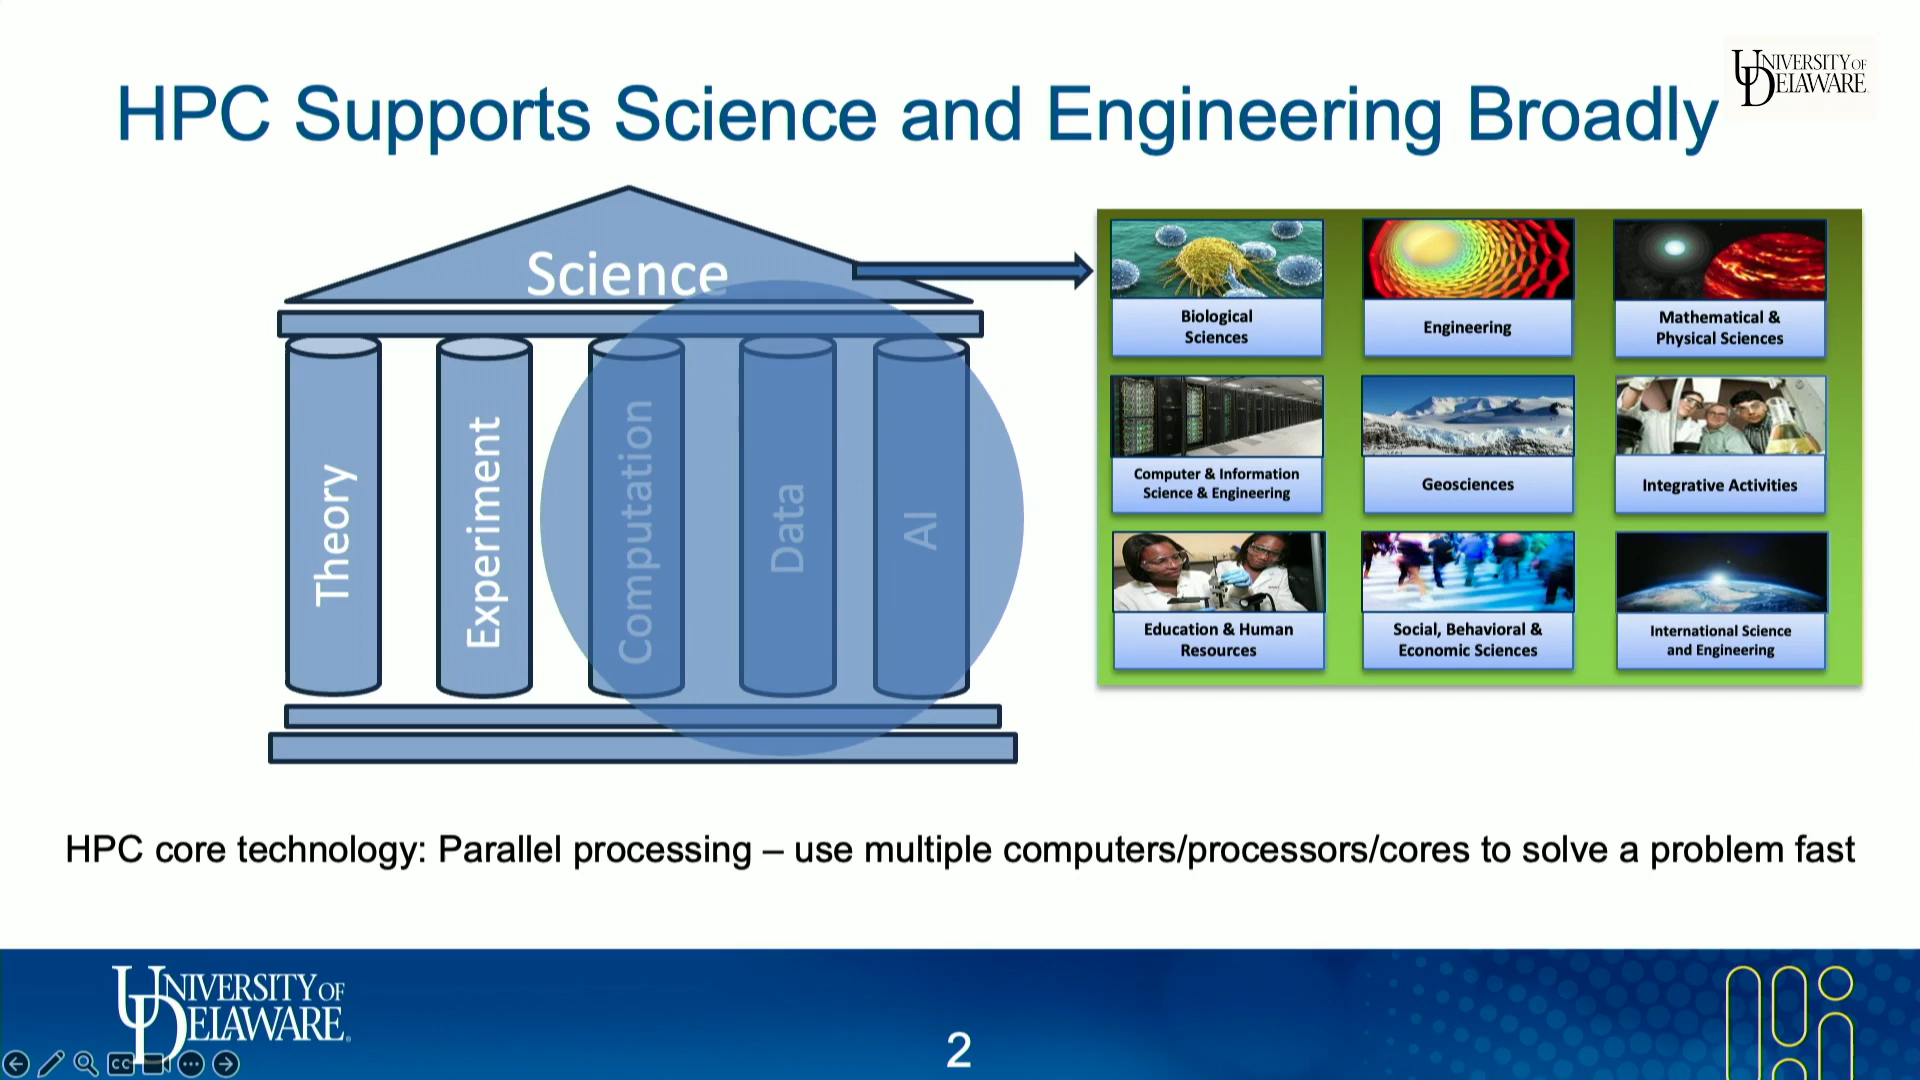 HPC Supports Science and Engineering Broadly
UNIVERSITY OF
DELAWARE
Science
Theory
Experiment
Computation
Data
AI
Biological
Sciences
Engineering
Mathematical &
Physical Sciences
Computer & Information
Science & Engineering
Geosciences
Integrative Activities
Education & Human
Resources
Social, Behavioral &
Economic Sciences
International Science
and Engineering
HPC core technology: Parallel processing – use multiple computers/processors/cores to solve a problem fast
UNIVERSITY OF
DELAWARE.
2
CC